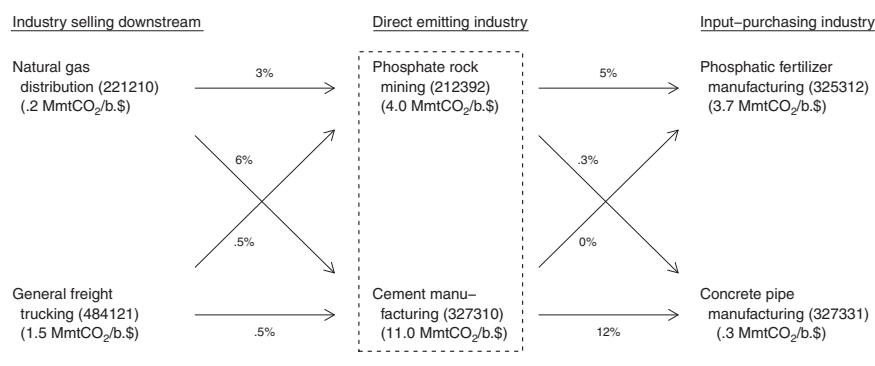 Industry selling downstream
Direct emitting industry
Input–purchasing industry
Natural gas
distribution (221210)
(.2 MmtCO₂/b.$)
3%
Phosphate rock
mining (212392)
(4.0 MmtCO₂/b.$)
5%
Phosphatic fertilizer
manufacturing (325312)
(3.7 MmtCO₂/b.$)
6%
.3%
.5%
0%
General freight
trucking (484121)
(1.5 MmtCO₂/b.$)
.5%
Cement manu–
facturing (327310)
(11.0 MmtCO₂/b.$)
12%
Concrete pipe
manufacturing (327331)
(.3 MmtCO₂/b.$)